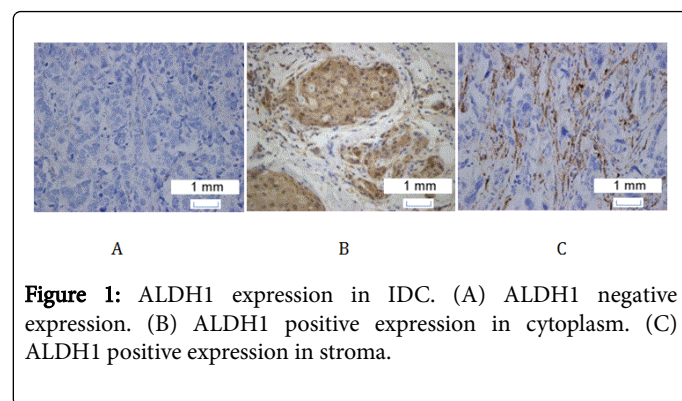 1 mm 1 mm 1 mm
A B C
Figure 1: ALDH1 expression in IDC. (A) ALDH1 negative
expression. (B) ALDH1 positive expression in cytoplasm. (C)
ALDH1 positive expression in stroma.